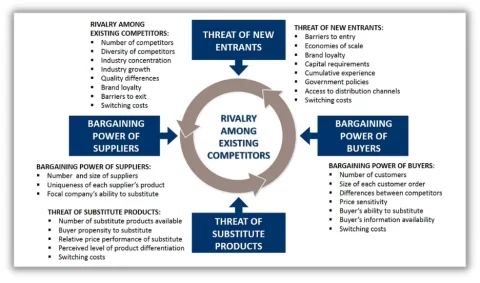 RIVALRY AMONG
EXISTING COMPETITORS:
Number of competitors
Diversity of competitors
Industry concentration
Industry growth
Quality differences
Brand loyalty
Barriers to exit
Switching costs
THREAT OF NEW
ENTRANTS
THREAT OF NEW ENTRANTS:
Barriers to entry
Economies of scale
Brand loyalty
Capital requirements
Cumulative experience
Government policies
Access to distribution channels
Switching costs
BARGAINING
POWER OF
SUPPLIERS
RIVALRY
AMONG
EXISTING
COMPETITORS
BARGAINING
POWER OF
BUYERS
BARGAINING POWER OF SUPPLIERS:
Number and size of suppliers
Uniqueness of each supplier's product
Focal company's ability to substitute
BARGAINING POWER OF BUYERS:
Number of customers
Size of each customer order
Differences between competitors
Price sensitivity
Buyer's ability to substitute
Buyer's information availability
Switching costs
THREAT OF SUBSTITUTE PRODUCTS:
Number of substitute products available
Buyer propensity to substitute
Relative price performance of substitute
Perceived level of product differentiation
Switching costs
THREAT OF
SUBSTITUTE
PRODUCTS